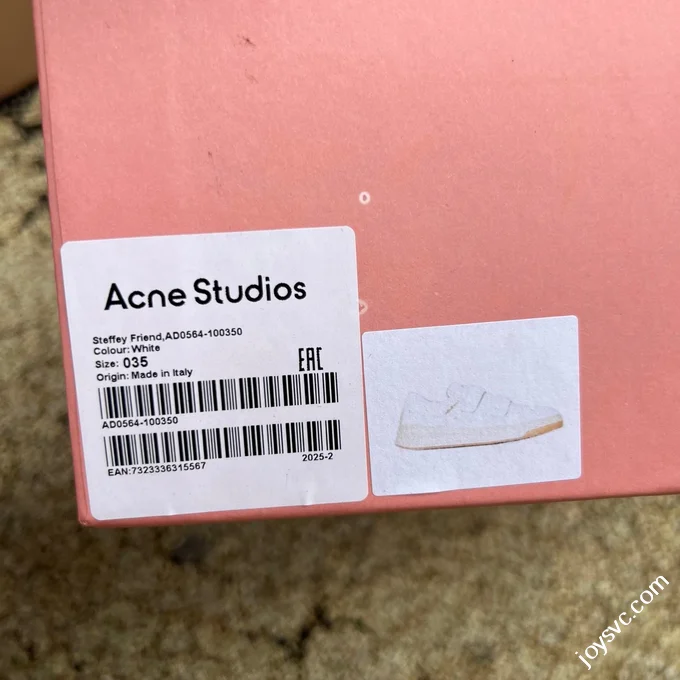 Acne Studios
Steffey Friend,AD0564-100350
Colour: White
Size: 035
Origin: Made in Italy
EAC
AD0564-100350
EAN:7323336315567
2025-2
joysvc.com